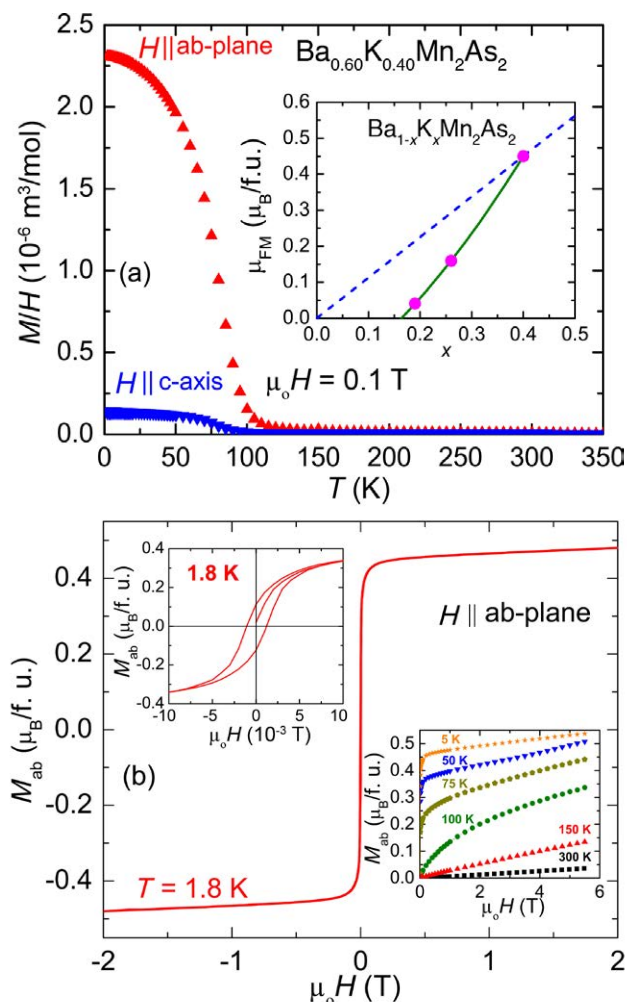 H||ab-plane
Ba0.60K0.40Mn2As2
Ba1-xKxMn2As2
μFM (μB/f.u.)
0.6
0.5
0.4
0.3
0.2
0.1
0.0
0.0 0.1 0.2 0.3 0.4 0.5
x
M/H (10-6 m3/mol)
2.5
2.0
1.5
1.0
0.5
0.0
(a)
H || c-axis
μoH = 0.1 T
0 50 100 150 200 250 300 350
T (K)
1.8 K
Mab (μB/f. u.)
0.4
0.2
0.0
-0.2
-0.4
-10 -5 0 5 10
μoH (10-3 T)
H || ab-plane
Mab (μB/f. u.)
0.4
0.2
0.0
-0.2
-0.4
(b)
Mab (μB/f. u.)
0.5
0.4
0.3
0.2
0.1
0.0
5 K
50 K
75 K
100 K
150 K
300 K
0 2 4 6
μoH (T)
T = 1.8 K
-2 -1 0 1 2
μoH (T)